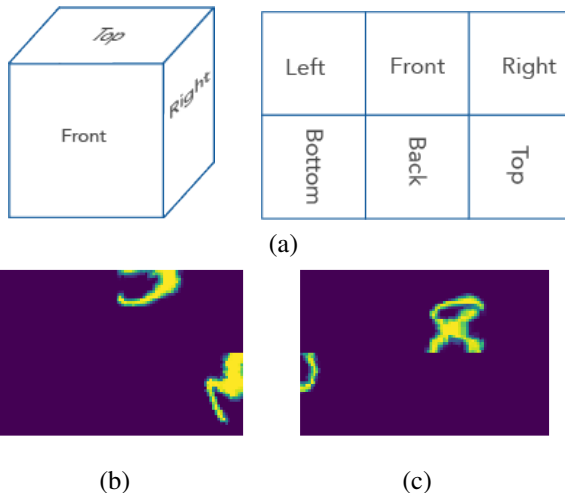 Top
Right
Front
Left Front Right
Bottom Back Top
(a)
(b) (c)